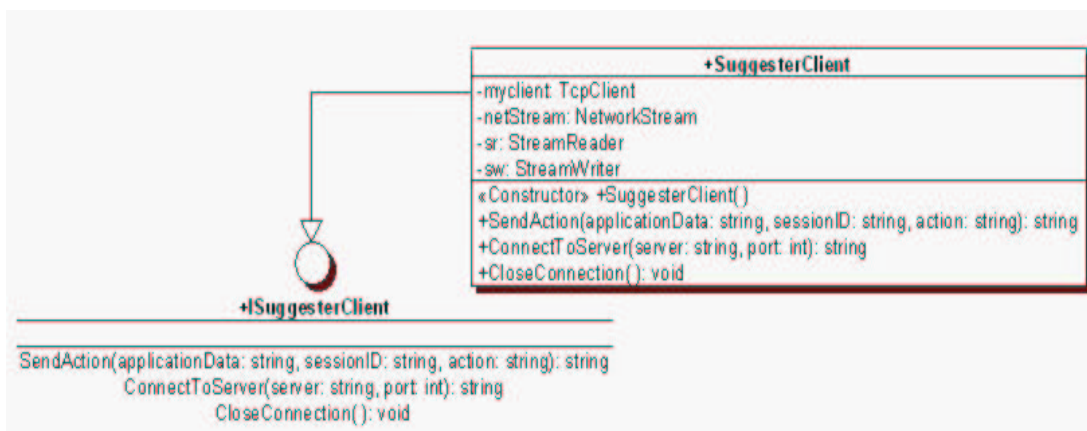 +SuggesterClient
-myclient: TcpClient
-netStream: NetworkStream
-sr: StreamReader
-sw: StreamWriter
«Constructor» +SuggesterClient()
+SendAction(applicationData: string, sessionID: string, action: string): string
+ConnectToServer(server: string, port: int): string
+CloseConnection(): void
+ISuggesterClient
SendAction(applicationData: string, sessionID: string, action: string): string
ConnectToServer(server: string, port: int): string
CloseConnection(): void